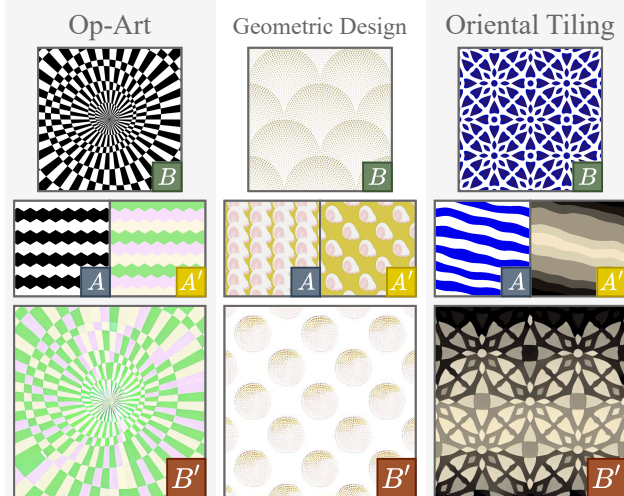 Op-Art
Geometric Design
Oriental Tiling
B
B
B
A
A′
A
A′
A
A′
B′
B′
B′